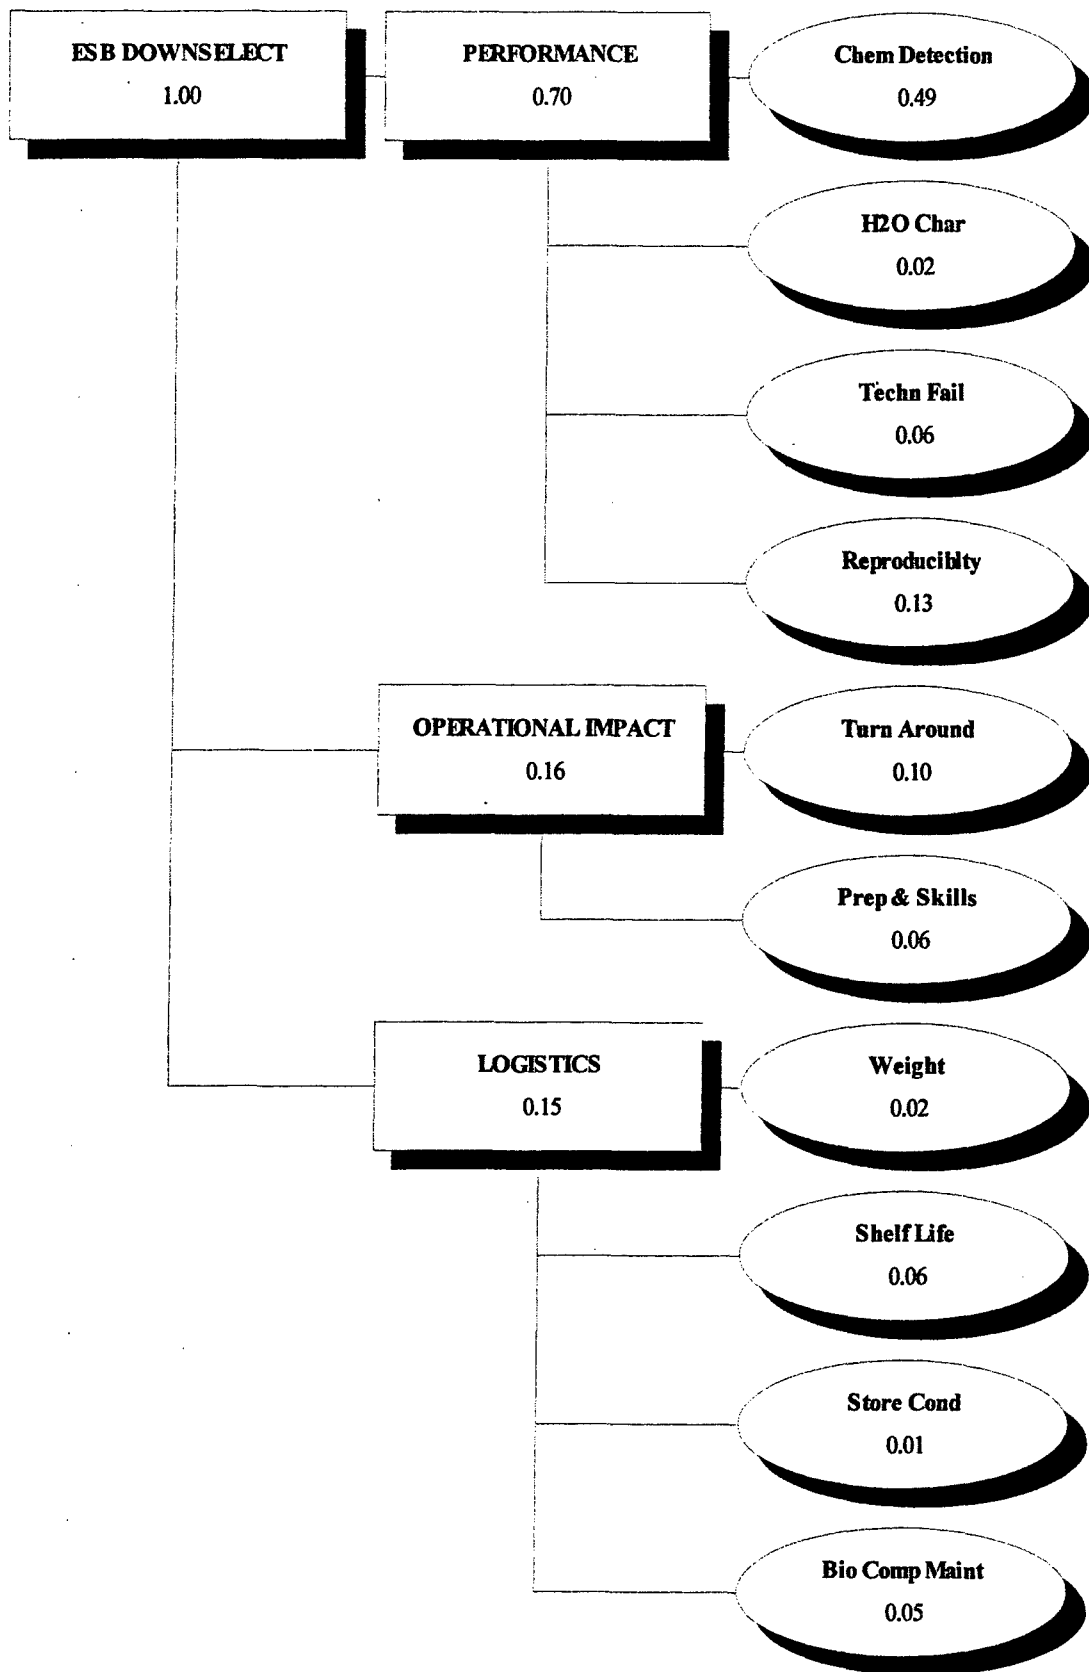 ESB DOWNSELECT
1.00
PERFORMANCE
0.70
Chem Detection
0.49
H2O Char
0.02
Techn Fail
0.06
Reproduciblty
0.13
OPERATIONAL IMPACT
0.16
Turn Around
0.10
Prep & Skills
0.06
LOGISTICS
0.15
Weight
0.02
Shelf Life
0.06
Store Cond
0.01
Bio Comp Maint
0.05